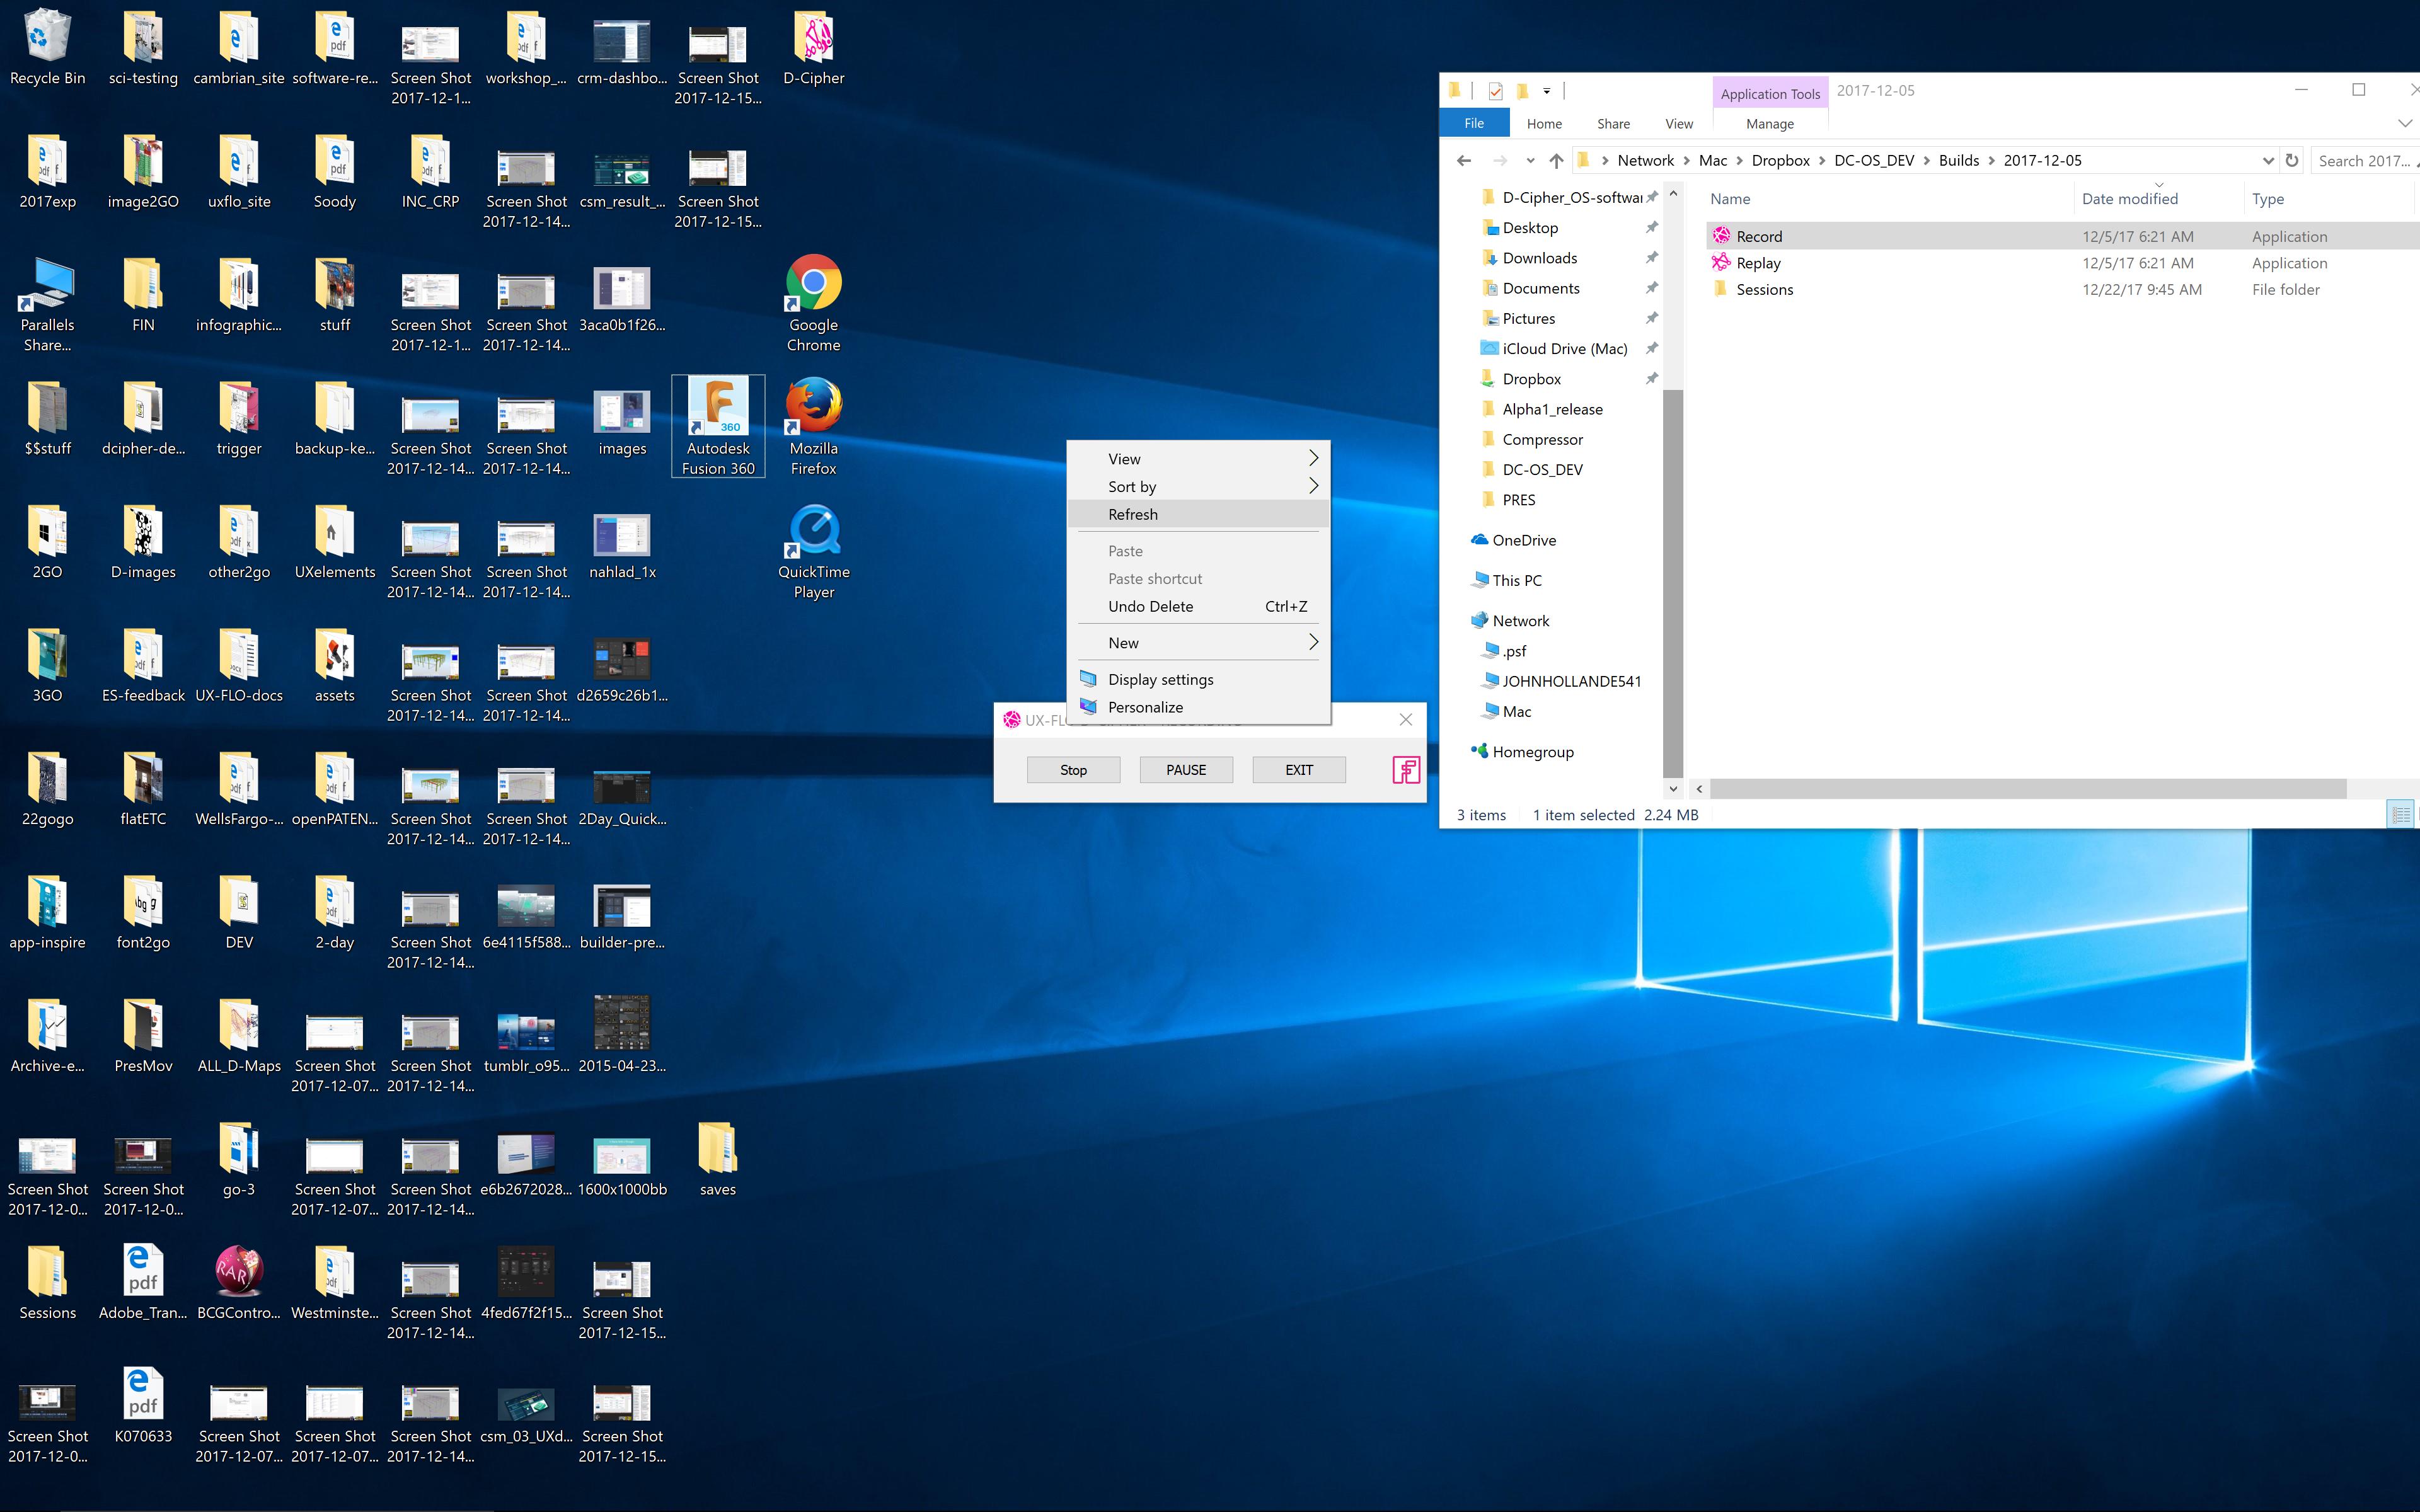 Recycle Bin
sci-testing
cambrian_site
software-re...
Screen Shot
2017-12-1...
workshop_...
crm-dashbo...
Screen Shot
2017-12-15...
D-Cipher
2017exp
image2GO
uxflo_site
Soody
INC_CRP
Screen Shot
2017-12-14...
csm_result_...
Screen Shot
2017-12-15...
Parallels
Share...
FIN
infographic...
stuff
Screen Shot
2017-12-1...
Screen Shot
2017-12-14...
3aca0b1f26...
Google
Chrome
$$stuff
dcipher-de...
trigger
backup-ke...
Screen Shot
2017-12-14...
Screen Shot
2017-12-14...
images
360
Autodesk
Fusion 360
Mozilla
Firefox
2GO
D-images
other2go
UXelements
Screen Shot
2017-12-14...
Screen Shot
2017-12-14...
nahlad_1x
QuickTime
Player
3GO
ES-feedback
UX-FLO-docs
assets
Screen Shot
2017-12-14...
Screen Shot
2017-12-14...
d2659c26b1...
22gogo
flatETC
WellsFargo-...
openPATEN...
Screen Shot
2017-12-14...
Screen Shot
2017-12-14...
2Day_Quick...
app-inspire
font2go
DEV
2-day
Screen Shot
2017-12-14...
6e4115f588...
builder-pre...
Archive-e...
PresMov
ALL_D-Maps
Screen Shot
2017-12-07...
Screen Shot
2017-12-14...
tumblr_o95...
2015-04-23...
Screen Shot
2017-12-0...
Screen Shot
2017-12-0...
go-3
Screen Shot
2017-12-07...
Screen Shot
2017-12-14...
e6b2672028...
1600x1000bb
saves
Sessions
pdf
Adobe_Tran...
RAR
BCGContro...
Westminste...
Screen Shot
2017-12-14...
4fed67f2f15...
Screen Shot
2017-12-15...
Screen Shot
2017-12-0...
pdf
K070633
Screen Shot
2017-12-07...
Screen Shot
2017-12-07...
Screen Shot
2017-12-14...
csm_03_UXd...
Screen Shot
2017-12-15...
View
Sort by
Refresh
Paste
Paste shortcut
Undo Delete Ctrl+Z
New
Display settings
Personalize
Stop PAUSE EXIT
Application Tools 2017-12-05
File Home Share View Manage
Network Mac Dropbox DC-OS_DEV Builds 2017-12-05 Search 2017...
D-Cipher_OS-softwa
Desktop
Downloads
Documents
Pictures
iCloud Drive (Mac)
Dropbox
Alpha1_release
Compressor
DC-OS_DEV
PRES
OneDrive
This PC
Network
.psf
JOHNHOLLANDE541
Mac
Homegroup
Name Date modified Type
Record 12/5/17 6:21 AM Application
Replay 12/5/17 6:21 AM Application
Sessions 12/22/17 9:45 AM File folder
3 items 1 item selected 2.24 MB